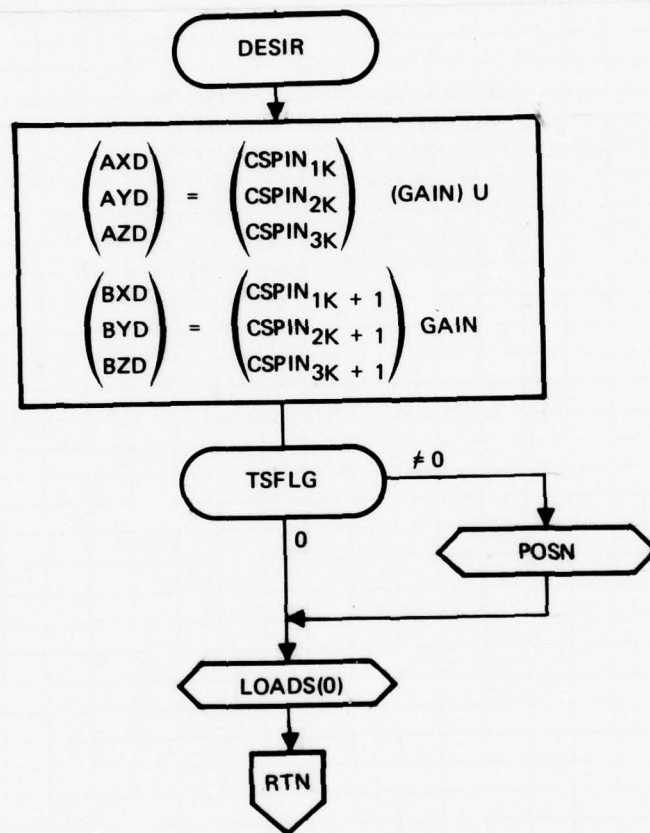 DESIR
AXD CSPIN1K
AYD = CSPIN2K (GAIN) U
AZD CSPIN3K
BXD CSPIN1K + 1
BYD = CSPIN2K + 1 GAIN
BZD CSPIN3K + 1
TSFLG
≠ 0
0
POSN
LOADS(0)
RTN